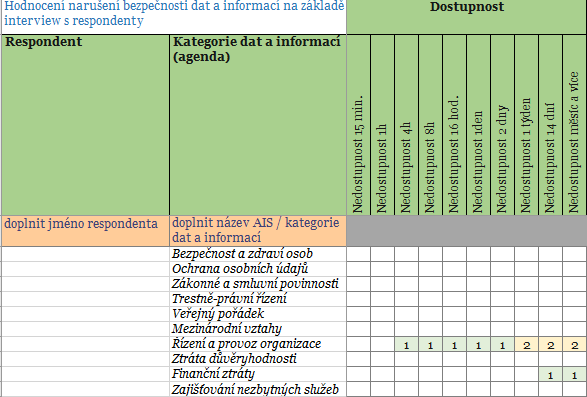 Hodnocení narušení bezpečnosti dat a informací na základě
interview s respondenty
Dostupnost
Respondent
Kategorie dat a informací
(agenda)
Nedostupnost 15 min.
Nedostupnost 1h
Nedostupnost 4h
Nedostupnost 8h
Nedostupnost 16 hod.
Nedostupnost 1den
Nedostupnost 2 dny
Nedostupnost 1 týden
Nedostupnost 14 dní
Nedostupnost měsíc a více
doplnit jméno respondenta
doplnit název AIS / kategorie
dat a informací
Bezpečnost a zdraví osob
Ochrana osobních údajů
Zákonné a smluvní povinnosti
Trestně-právní řízení
Veřejný pořádek
Mezinárodní vztahy
Řízení a provoz organizace 1 1 1 1 1 2 2 2
Ztráta důvěryhodnosti
Finanční ztráty 1 1
Zajišťování nezbytných služeb